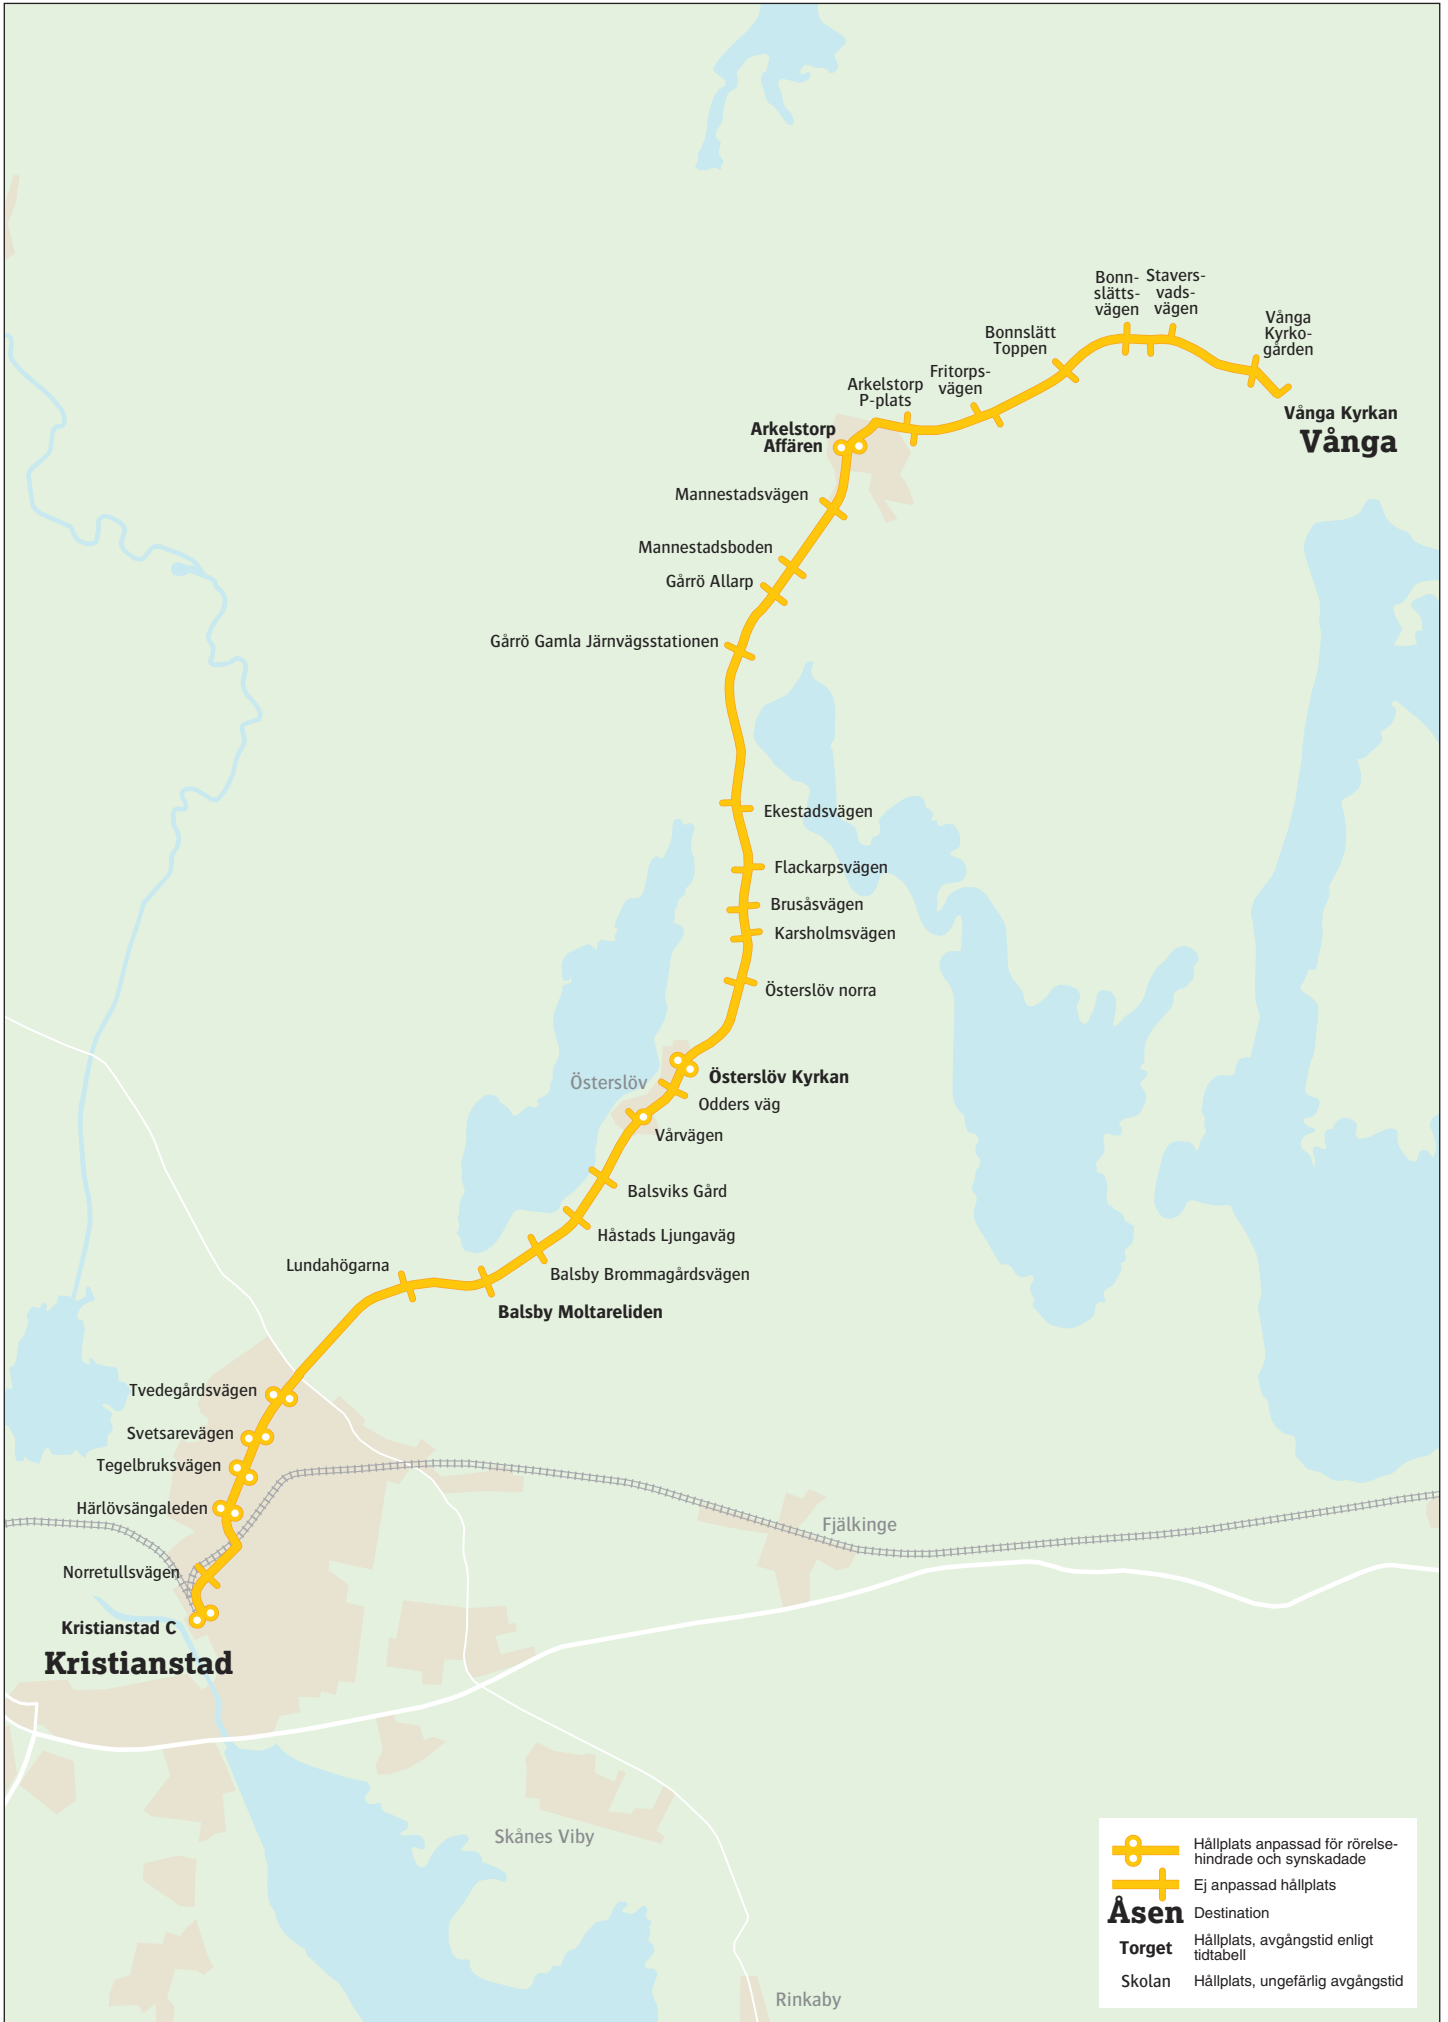 Bonn-
slätts-
vägen
Stavers-
vads-
vägen
Vånga
Kyrko-
gården
Bonnslätt
Toppen
Fritorps-
vägen
Arkelstorp
P-plats
Vånga Kyrkan
Vånga
Arkelstorp
Affären
Mannestadsvägen
Mannestadsboden
Gårrö Allarp
Gårrö Gamla Järnvägsstationen
Ekestadsvägen
Flackarpsvägen
Brusåsvägen
Karsholmsvägen
Österslöv norra
Österslöv
Österslöv Kyrkan
Odders väg
Vårvägen
Balsviks Gård
Håstads Ljungaväg
Lundahögarna
Balsby Brommagårdsvägen
Balsby Moltareliden
Tvedegårdsvägen
Svetsarevägen
Tegelbruksvägen
Härlövsängaleden
Fjälkinge
Norretullsvägen
Kristianstad C
Kristianstad
Skånes Viby
Rinkaby
Hållplats anpassad för rörelse-
hindrade och synskadade
Ej anpassad hållplats
Åsen Destination
Torget Hållplats, avgångstid enligt
tidtabell
Skolan Hållplats, ungefärlig avgångstid